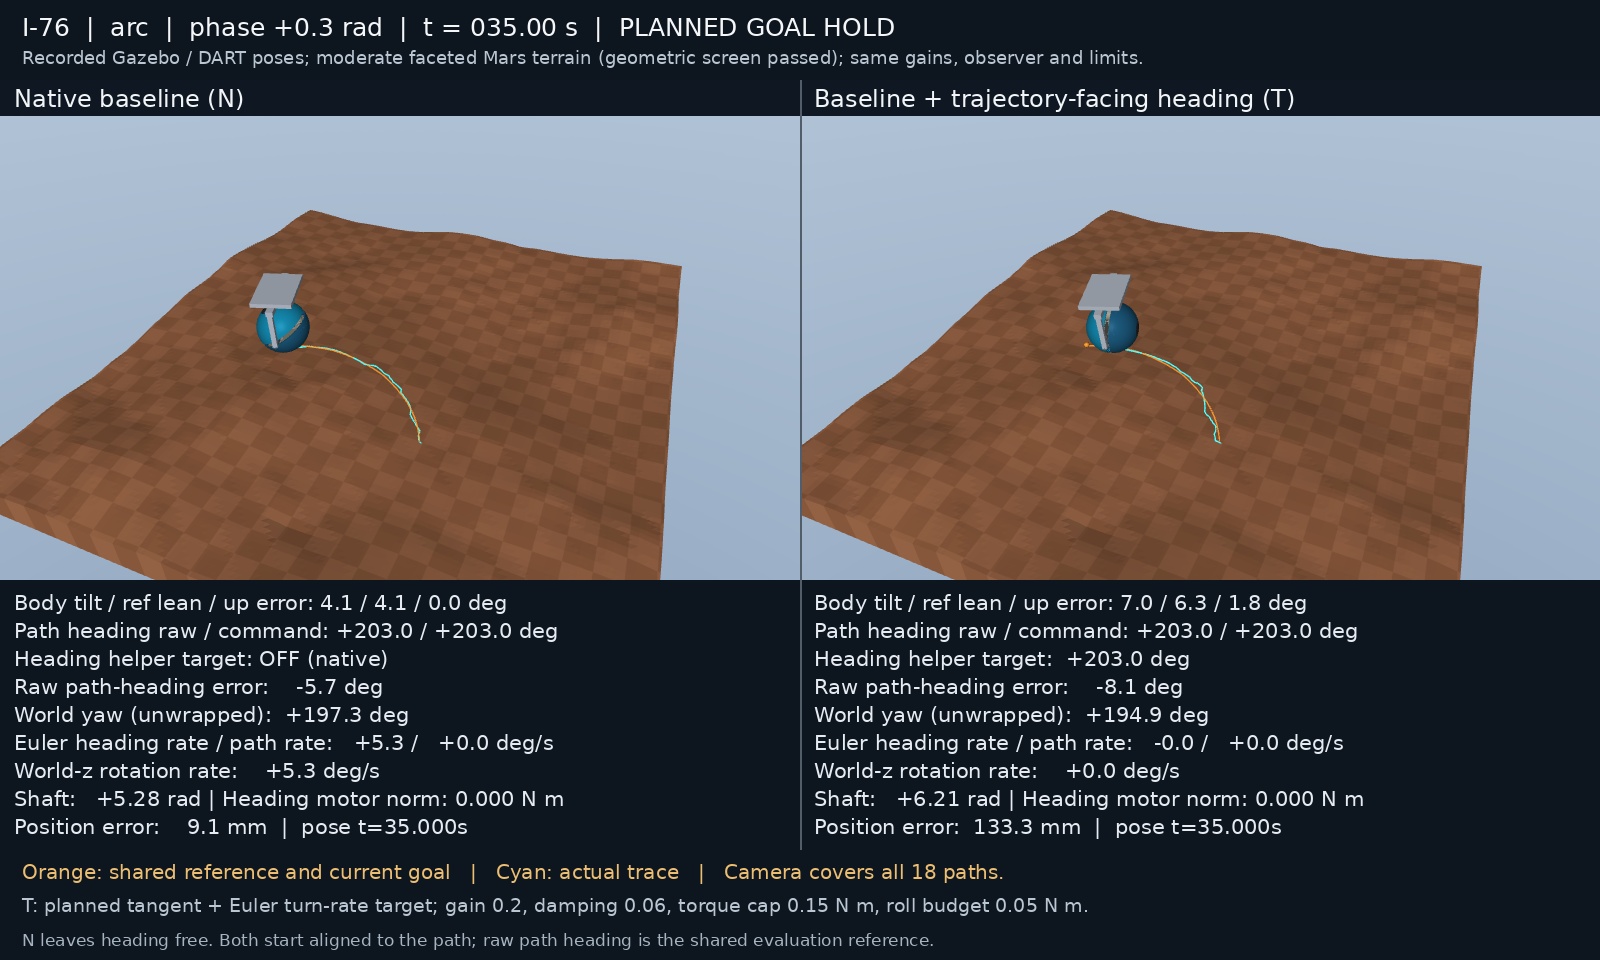 I-76 | arc | phase +0.3 rad | t = 035.00 s | PLANNED GOAL HOLD
Recorded Gazebo / DART poses; moderate faceted Mars terrain (geometric screen passed); same gains, observer and limits.
Native baseline (N)
Body tilt / ref lean / up error: 4.1 / 4.1 / 0.0 deg
Path heading raw / command: +203.0 / +203.0 deg
Heading helper target: OFF (native)
Raw path-heading error: -5.7 deg
World yaw (unwrapped): +197.3 deg
Euler heading rate / path rate: +5.3 / +0.0 deg/s
World-z rotation rate: +5.3 deg/s
Shaft: +5.28 rad | Heading motor norm: 0.000 N m
Position error: 9.1 mm | pose t=35.000s
Baseline + trajectory-facing heading (T)
Body tilt / ref lean / up error: 7.0 / 6.3 / 1.8 deg
Path heading raw / command: +203.0 / +203.0 deg
Heading helper target: +203.0 deg
Raw path-heading error: -8.1 deg
World yaw (unwrapped): +194.9 deg
Euler heading rate / path rate: -0.0 / +0.0 deg/s
World-z rotation rate: +0.0 deg/s
Shaft: +6.21 rad | Heading motor norm: 0.000 N m
Position error: 133.3 mm | pose t=35.000s
Orange: shared reference and current goal | Cyan: actual trace | Camera covers all 18 paths.
T: planned tangent + Euler turn-rate target; gain 0.2, damping 0.06, torque cap 0.15 N m, roll budget 0.05 N m.
N leaves heading free. Both start aligned to the path; raw path heading is the shared evaluation reference.